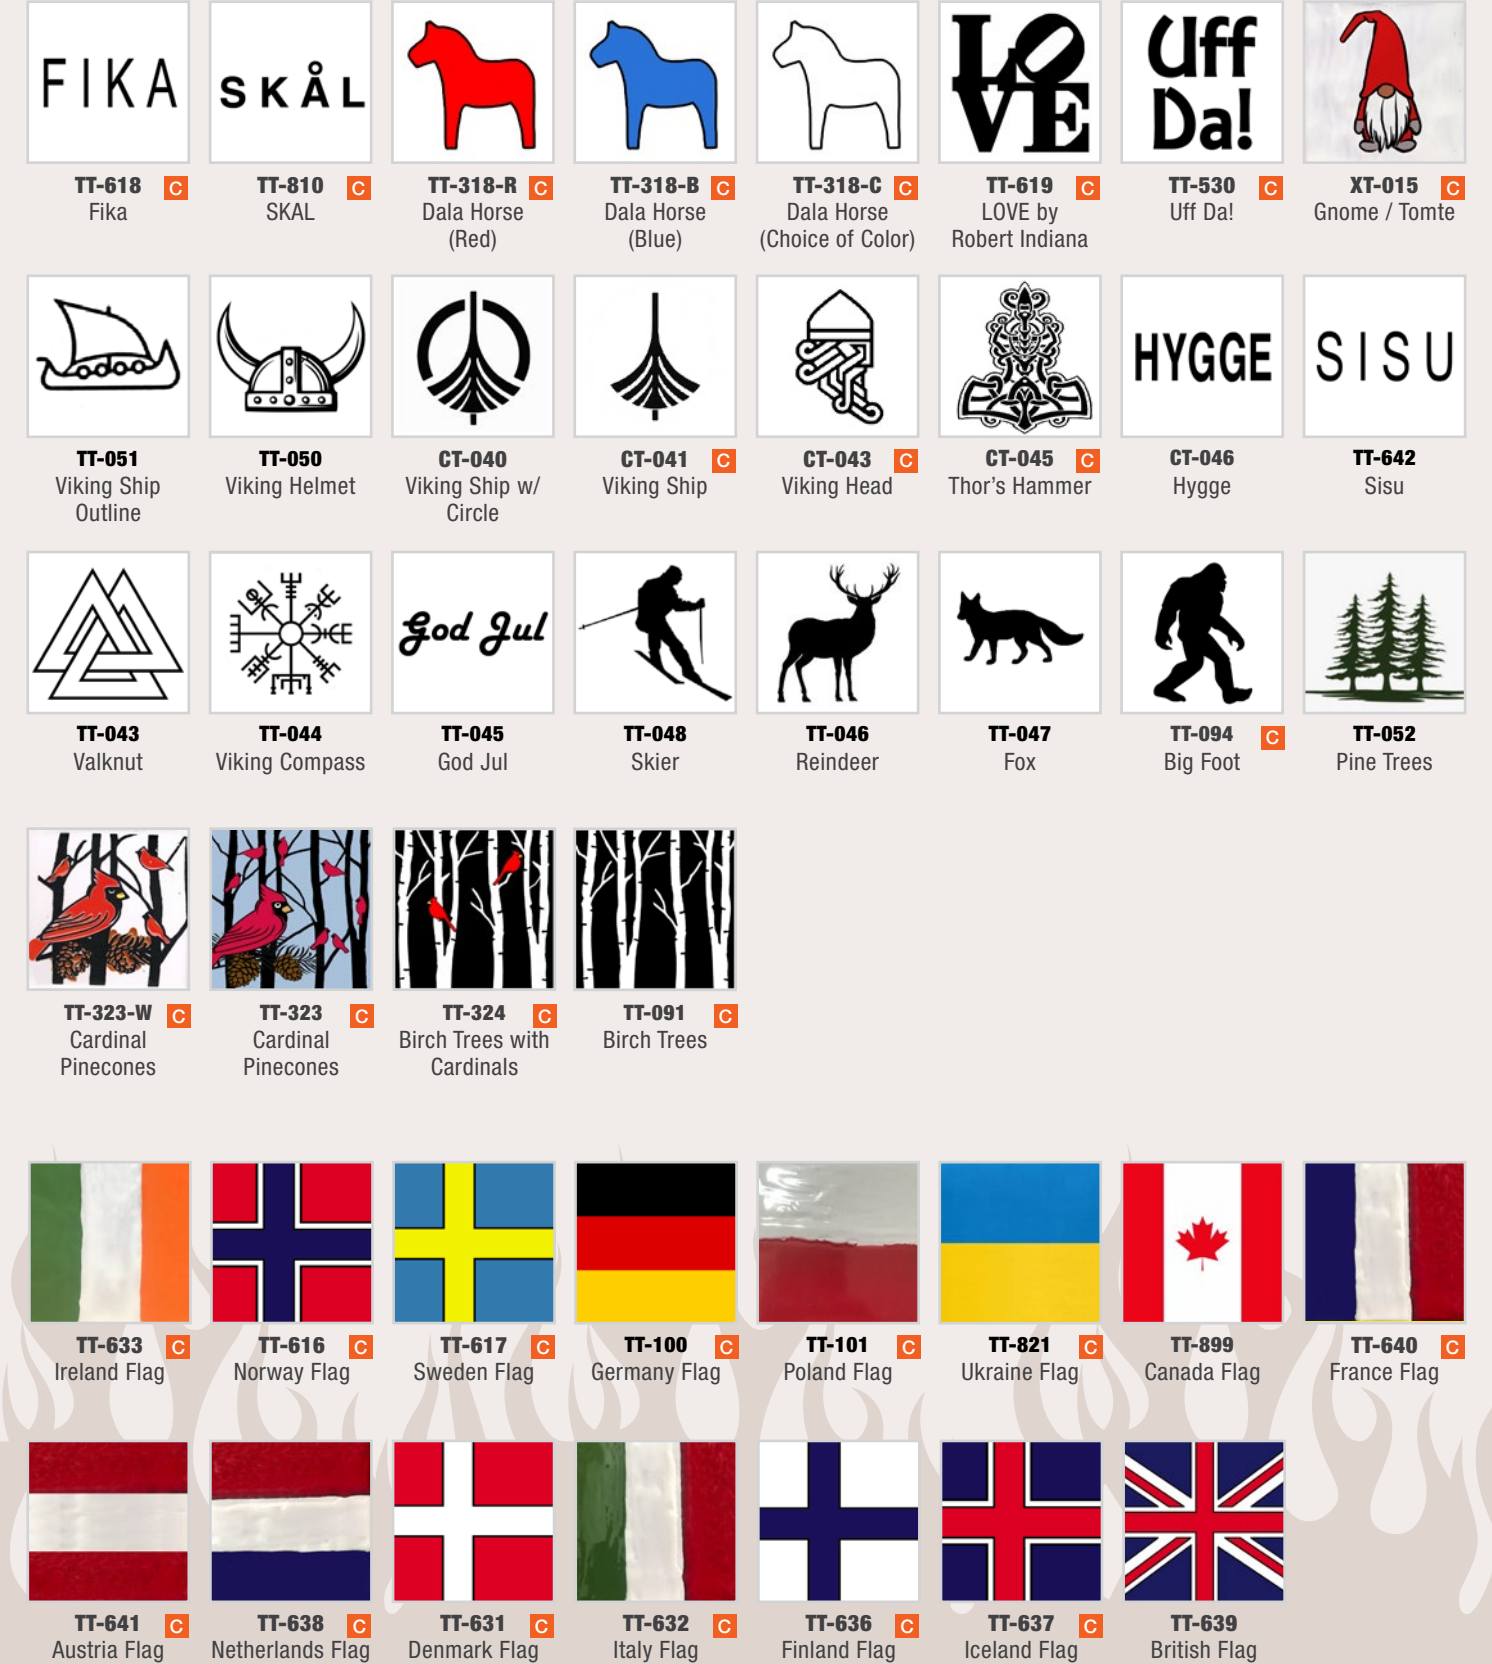 FIKA
SKÅL
LOVE
Uff
Da!
TT-618 C
Fika
TT-810 C
SKAL
TT-318-R C
Dala Horse
(Red)
TT-318-B C
Dala Horse
(Blue)
TT-318-C C
Dala Horse
(Choice of Color)
TT-619 C
LOVE by
Robert Indiana
TT-530 C
Uff Da!
XT-015 C
Gnome / Tomte
HYGGE
SISU
TT-051
Viking Ship
Outline
TT-050
Viking Helmet
CT-040
Viking Ship w/
Circle
CT-041 C
Viking Ship
CT-043 C
Viking Head
CT-045 C
Thor's Hammer
CT-046
Hygge
TT-642
Sisu
God Jul
TT-043
Valknut
TT-044
Viking Compass
TT-045
God Jul
TT-048
Skier
TT-046
Reindeer
TT-047
Fox
TT-094 C
Big Foot
TT-052
Pine Trees
TT-323-W C
Cardinal
Pinecones
TT-323 C
Cardinal
Pinecones
TT-324 C
Birch Trees with
Cardinals
TT-091 C
Birch Trees
TT-633 C
Ireland Flag
TT-616 C
Norway Flag
TT-617 C
Sweden Flag
TT-100 C
Germany Flag
TT-101 C
Poland Flag
TT-821 C
Ukraine Flag
TT-899
Canada Flag
TT-640 C
France Flag
TT-641 C
Austria Flag
TT-638 C
Netherlands Flag
TT-631 C
Denmark Flag
TT-632 C
Italy Flag
TT-636 C
Finland Flag
TT-637 C
Iceland Flag
TT-639
British Flag